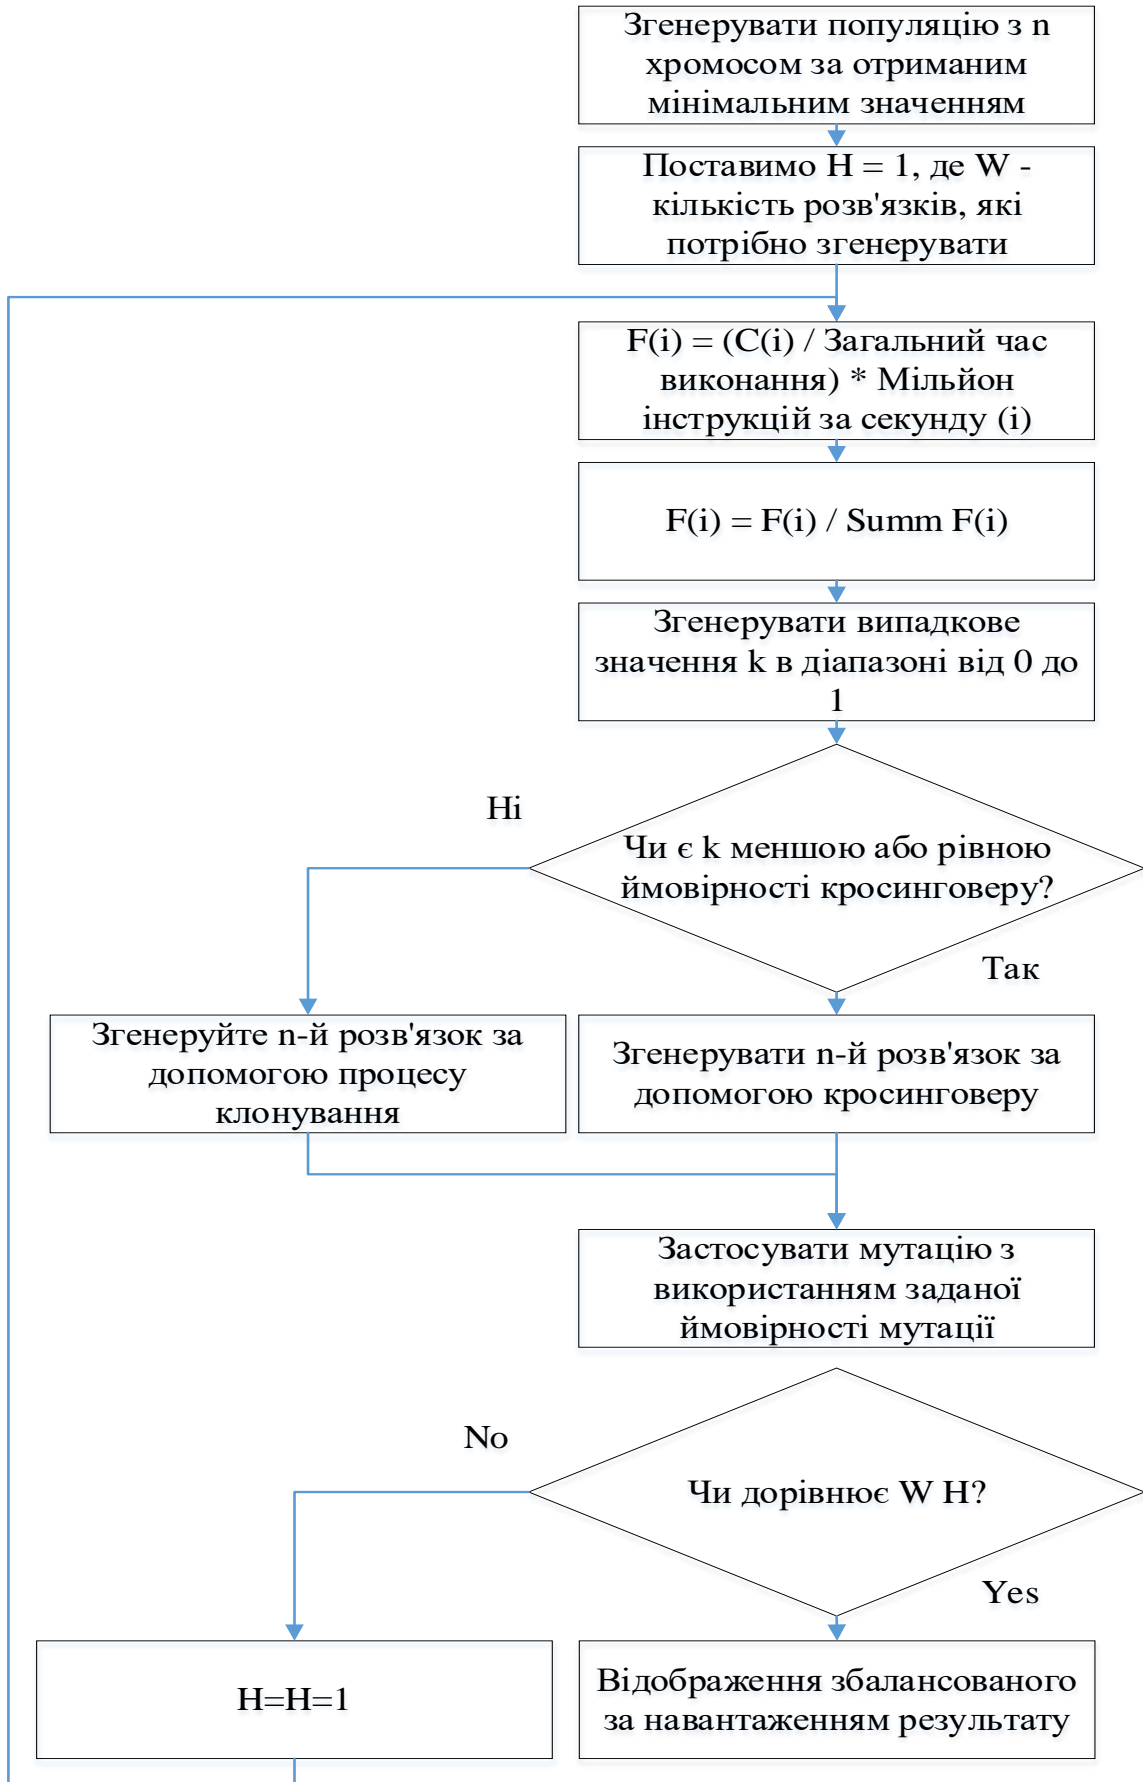 Згенерувати популяцію з n
хромосом за отриманим
мінімальним значенням
Поставимо H = 1, де W -
кількість розв'язків, які
потрібно згенерувати
F(i) = (C(i) / Загальний час
виконання) * Мільйон
інструкцій за секунду (i)
F(i) = F(i) / Summ F(i)
Згенерувати випадкове
значення k в діапазоні від 0 до
1
Ні
Чи є k меншою або рівною
ймовірності кросинговеру?
Так
Згенеруйте n-й розв'язок за
допомогою процесу
клонування
Згенерувати n-й розв'язок за
допомогою кросинговеру
Застосувати мутацію з
використанням заданої
ймовірності мутації
No
Чи дорівнює W H?
Yes
H=H=1
Відображення збалансованого
за навантаженням результату